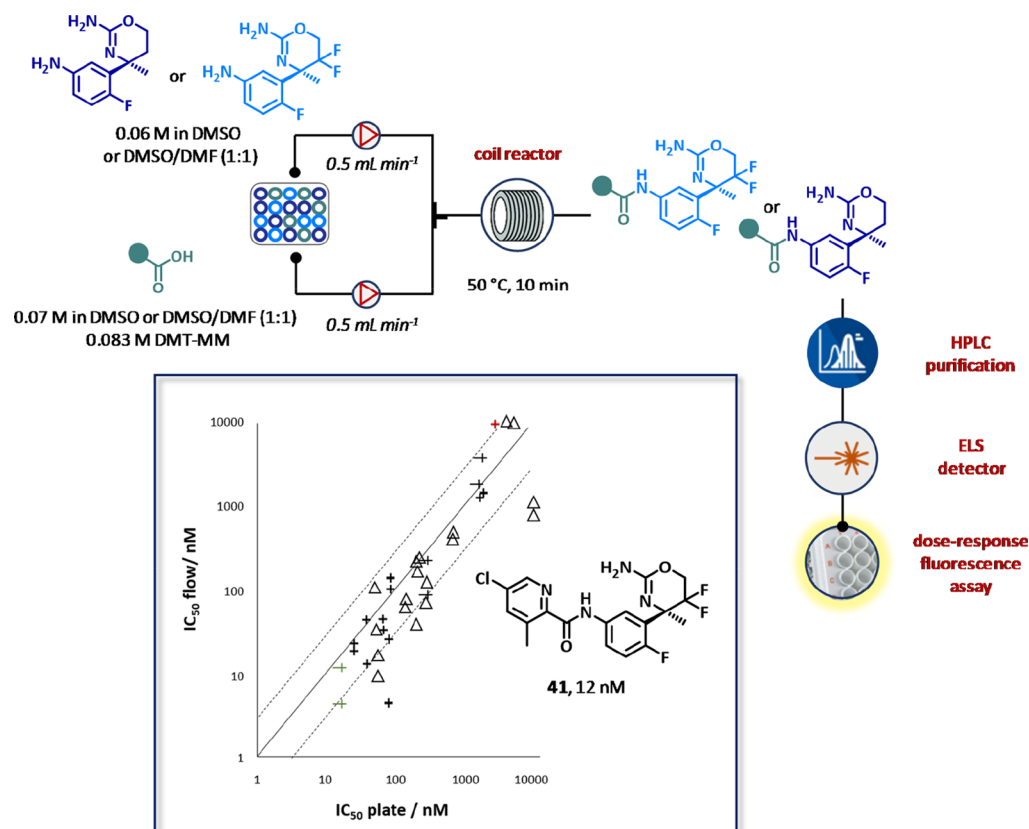 H₂N
O
N
H₂N
F
or
H₂N
O
N
F
F
H₂N
F
0.06 M in DMSO
or DMSO/DMF (1:1)
0.5 mL min⁻¹
coil reactor
50 °C, 10 min
OH
O
0.07 M in DMSO or DMSO/DMF (1:1)
0.083 M DMT-MM
0.5 mL min⁻¹
H₂N
O
N
F
F
H
N
O
F
or
H₂N
O
N
H
N
O
F
HPLC
purification
ELS
detector
A
B
C
dose-response
fluorescence
assay
IC₅₀ flow/ nM
10000
1000
100
10
1
1
10
100
1000
10000
IC₅₀ plate / nM
Cl
N
O
H
N
H₂N
O
N
F
F
F
41, 12 nM